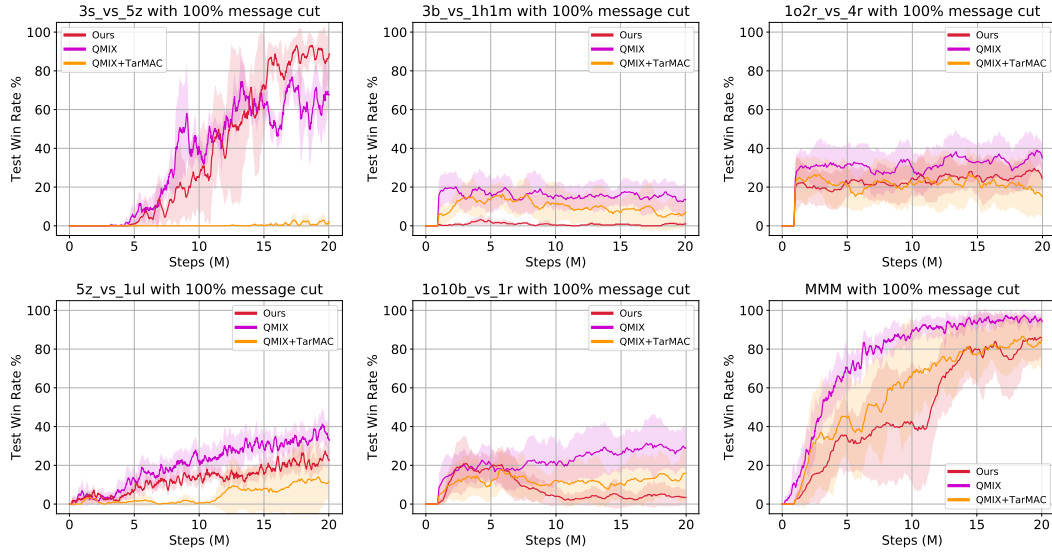 3s_vs_5z with 100% message cut
Test Win Rate %
100
80
60
40
20
0
Ours
QMIX
QMIX+TarMAC
0 5 10 15 20
Steps (M)
3b_vs_1h1m with 100% message cut
Test Win Rate %
100
80
60
40
20
0
Ours
QMIX
QMIX+TarMAC
0 5 10 15 20
Steps (M)
1o2r_vs_4r with 100% message cut
Test Win Rate %
100
80
60
40
20
0
Ours
QMIX
QMIX+TarMAC
0 5 10 15 20
Steps (M)
5z_vs_1ul with 100% message cut
Test Win Rate %
100
80
60
40
20
0
Ours
QMIX
QMIX+TarMAC
0 5 10 15 20
Steps (M)
1o10b_vs_1r with 100% message cut
Test Win Rate %
100
80
60
40
20
0
Ours
QMIX
QMIX+TarMAC
0 5 10 15 20
Steps (M)
MMM with 100% message cut
Test Win Rate %
100
80
60
40
20
0
Ours
QMIX
QMIX+TarMAC
0 5 10 15 20
Steps (M)